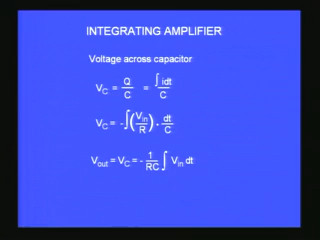 INTEGRATING AMPLIFIER
Voltage across capacitor
V_C = Q/C = ∫idt/C
V_C = -∫(V_in/R) . dt/C
V_out = V_C = - 1/RC ∫ V_in dt